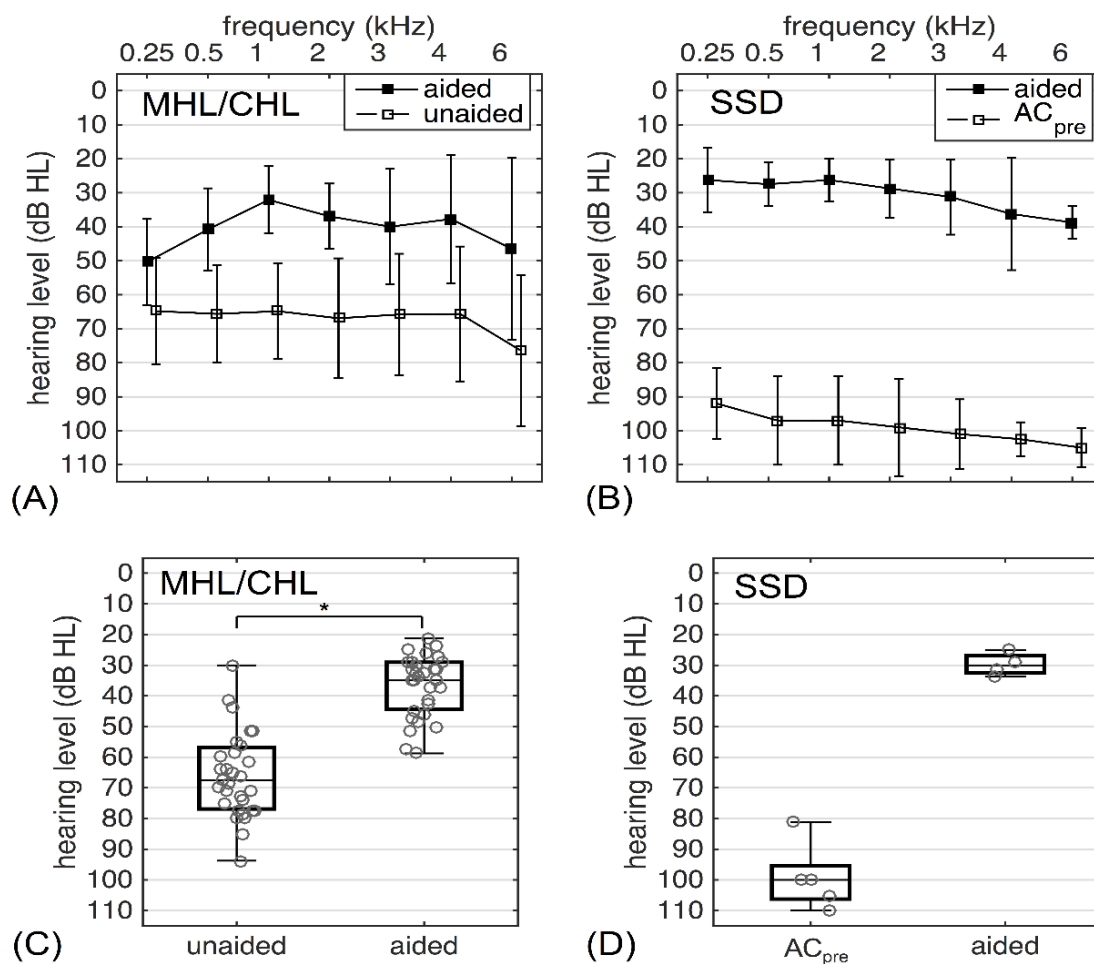 frequency (kHz)
0.25 0.5 1 2 3 4 6
hearing level (dB HL)
0
10
20
30
40
50
60
70
80
90
100
110
MHL/CHL
aided
unaided
(A)
frequency (kHz)
0.25 0.5 1 2 3 4 6
hearing level (dB HL)
0
10
20
30
40
50
60
70
80
90
100
110
SSD
aided
ACpre
(B)
hearing level (dB HL)
0
10
20
30
40
50
60
70
80
90
100
110
MHL/CHL
*
unaided aided
(C)
hearing level (dB HL)
0
10
20
30
40
50
60
70
80
90
100
110
SSD
ACpre aided
(D)